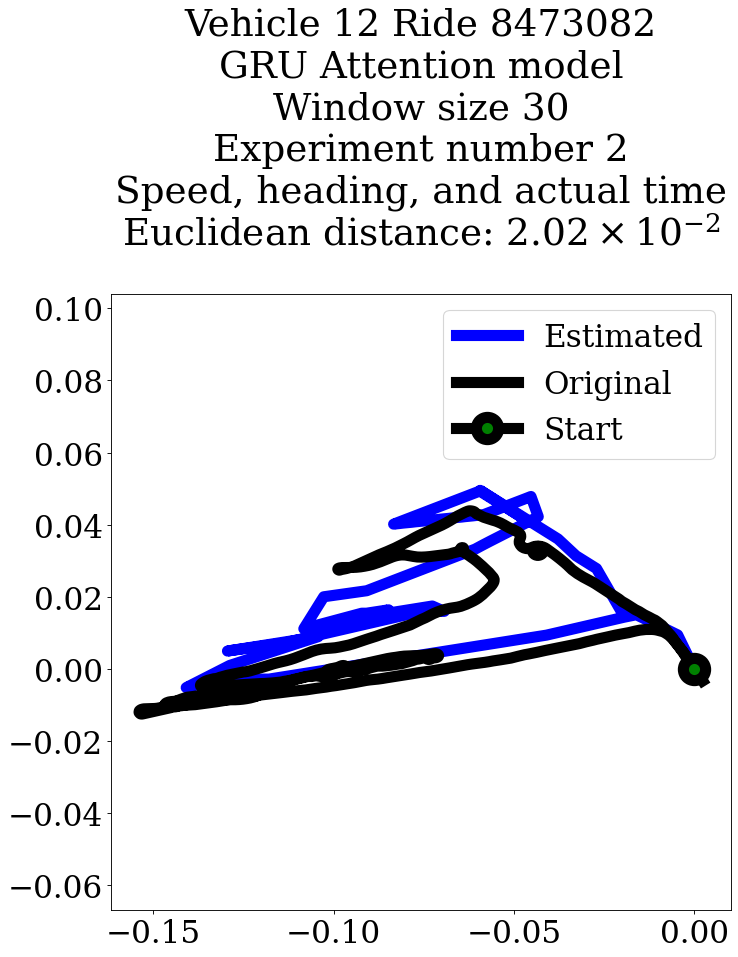 Vehicle 12 Ride 8473082
GRU Attention model
Window size 30
Experiment number 2
Speed, heading, and actual time
Euclidean distance: 2.02 × 10⁻²
Estimated
Original
Start
0.10
0.08
0.06
0.04
0.02
0.00
−0.02
−0.04
−0.06
−0.15 −0.10 −0.05 0.00